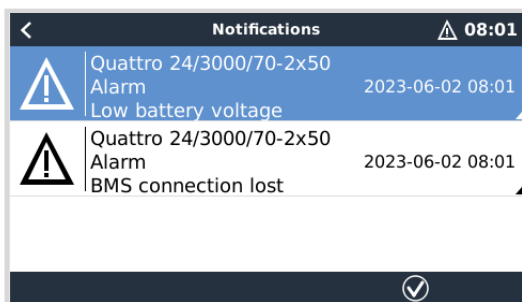 Notifications
08:01
Quattro 24/3000/70-2x50
Alarm
2023-06-02 08:01
Low battery voltage
Quattro 24/3000/70-2x50
Alarm
2023-06-02 08:01
BMS connection lost